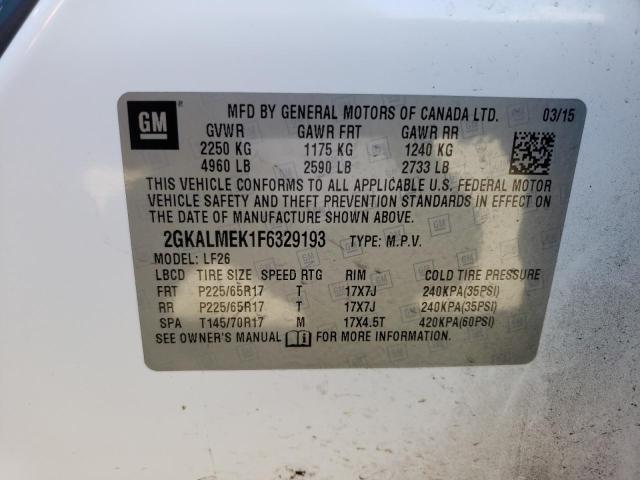 GM
MFD BY GENERAL MOTORS OF CANADA LTD. 03/15
GVWR GAWR FRT GAWR RR
2250 KG 1175 KG 1240 KG
4960 LB 2590 LB 2733 LB
THIS VEHICLE CONFORMS TO ALL APPLICABLE U.S. FEDERAL MOTOR
VEHICLE SAFETY AND THEFT PREVENTION STANDARDS IN EFFECT ON
THE DATE OF MANUFACTURE SHOWN ABOVE.
2GKALMEK1F6329193 TYPE: M.P.V.
MODEL: LF26
LBCD TIRE SIZE SPEED RTG RIM COLD TIRE PRESSURE
FRT P225/65R17 T 17X7J 240KPA(35PSI)
RR P225/65R17 T 17X7J 240KPA(35PSI)
SPA T145/70R17 M 17X4.5T 420KPA(60PSI)
SEE OWNER'S MANUAL FOR MORE INFORMATION.